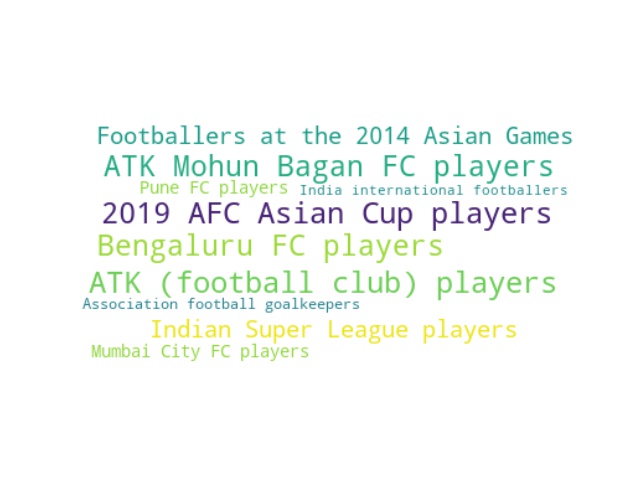 Footballers at the 2014 Asian Games
ATK Mohun Bagan FC players
Pune FC players India international footballers
2019 AFC Asian Cup players
Bengaluru FC players
ATK (football club) players
Association football goalkeepers
Indian Super League players
Mumbai City FC players